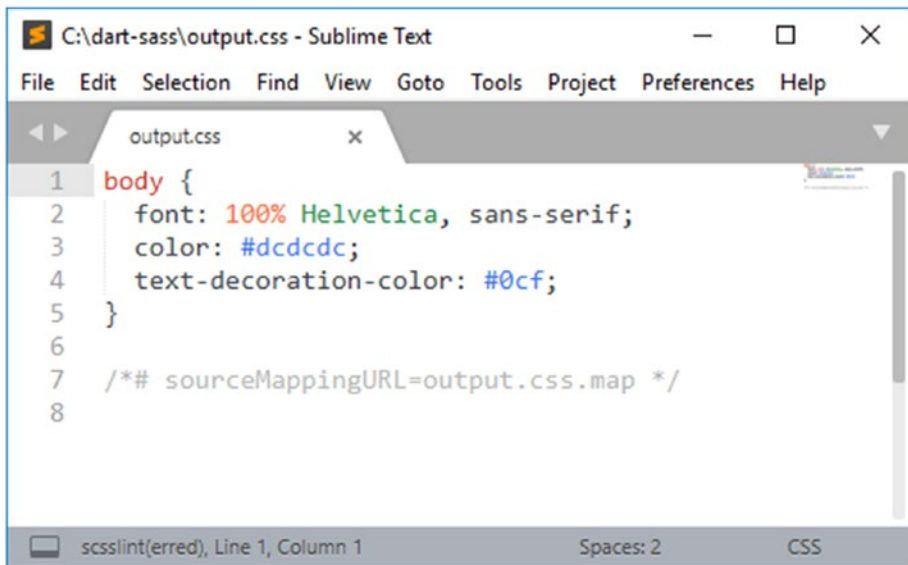 C:\dart-sass\output.css - Sublime Text
File Edit Selection Find View Goto Tools Project Preferences Help
output.css
1 body {
2 font: 100% Helvetica, sans-serif;
3 color: #dcdcdc;
4 text-decoration-color: #0cf;
5 }
6
7 /*# sourceMappingURL=output.css.map */
8
scsslint(erred), Line 1, Column 1 Spaces: 2 CSS